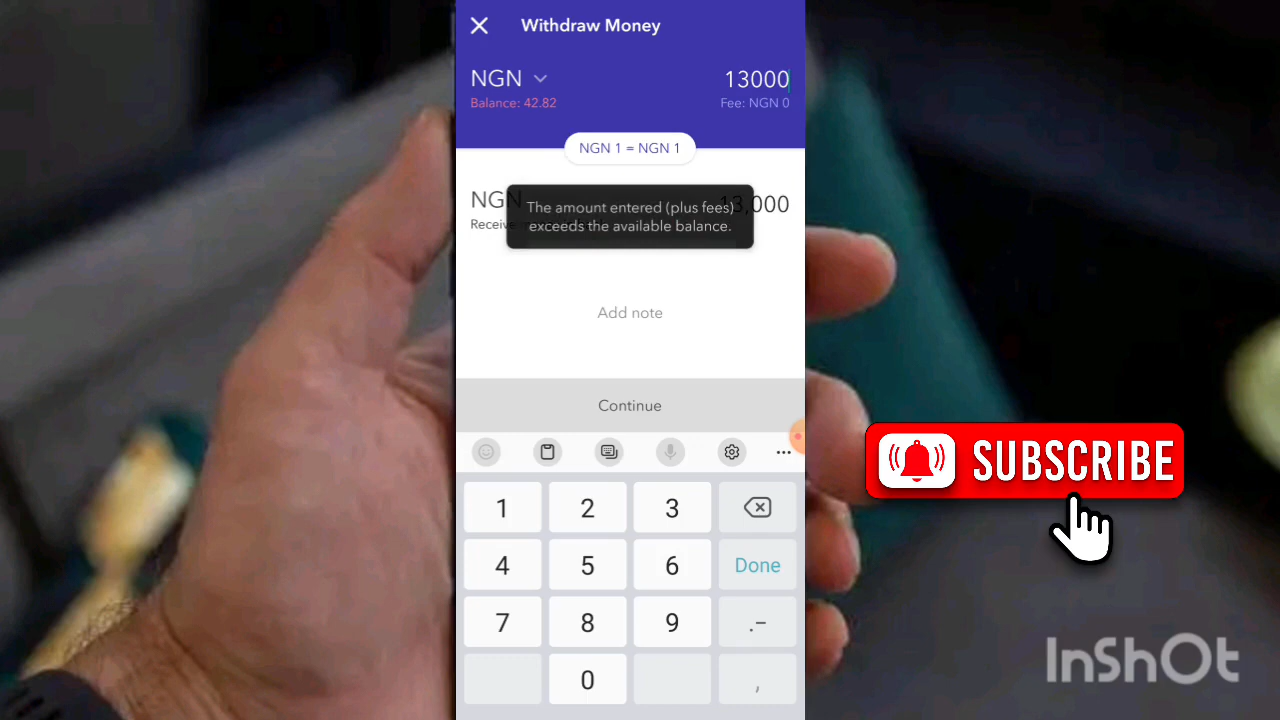 Withdraw Money
NGN
13000
Balance: 42.82
Fee: NGN 0
NGN 1 = NGN 1
NGN
13,000
Receive
The amount entered (plus fees)
exceeds the available balance.
Add note
Continue
1 2 3
4 5 6 Done
7 8 9 .-
0 ,
SUBSCRIBE
InShOt